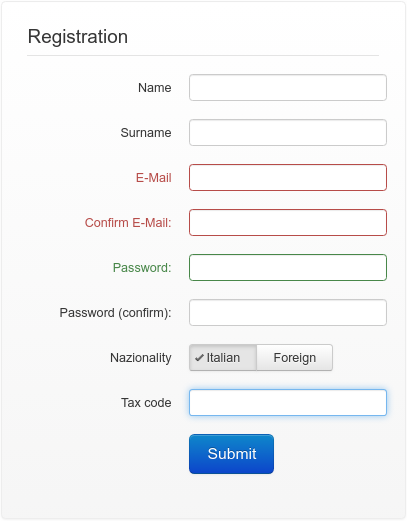 Registration
Name
Surname
E-Mail
Confirm E-Mail:
Password:
Password (confirm):
Nazionality Italian Foreign
Tax code
Submit